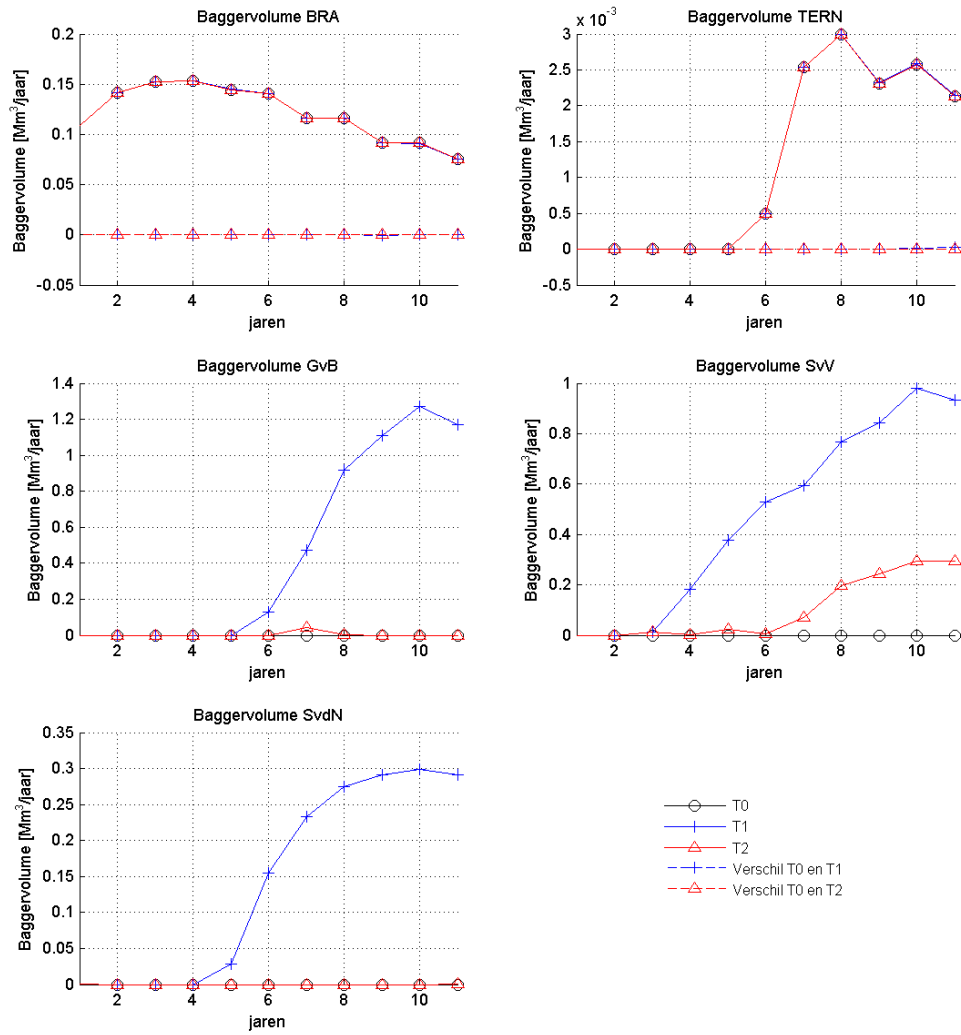 Baggervolume BRA
Baggervolume [Mm³/jaar]
0.2
0.15
0.1
0.05
0
-0.05
2 4 6 8 10
jaren
Baggervolume TERN
x 10⁻³
Baggervolume [Mm³/jaar]
3
2.5
2
1.5
1
0.5
0
-0.5
2 4 6 8 10
jaren
Baggervolume GvB
Baggervolume [Mm³/jaar]
1.4
1.2
1
0.8
0.6
0.4
0.2
0
2 4 6 8 10
jaren
Baggervolume SvV
Baggervolume [Mm³/jaar]
1
0.8
0.6
0.4
0.2
0
2 4 6 8 10
jaren
Baggervolume SvdN
Baggervolume [Mm³/jaar]
0.35
0.3
0.25
0.2
0.15
0.1
0.05
0
2 4 6 8 10
jaren
T0
T1
T2
Verschil T0 en T1
Verschil T0 en T2